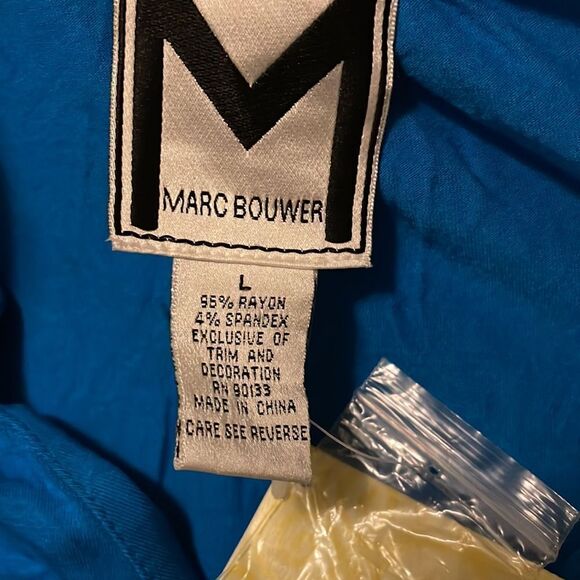 M
MARC BOUWER
L
96% RAYON
4% SPANDEX
EXCLUSIVE OF
TRIM AND
DECORATION
RN 90133
MADE IN CHINA
CARE SEE REVERSE